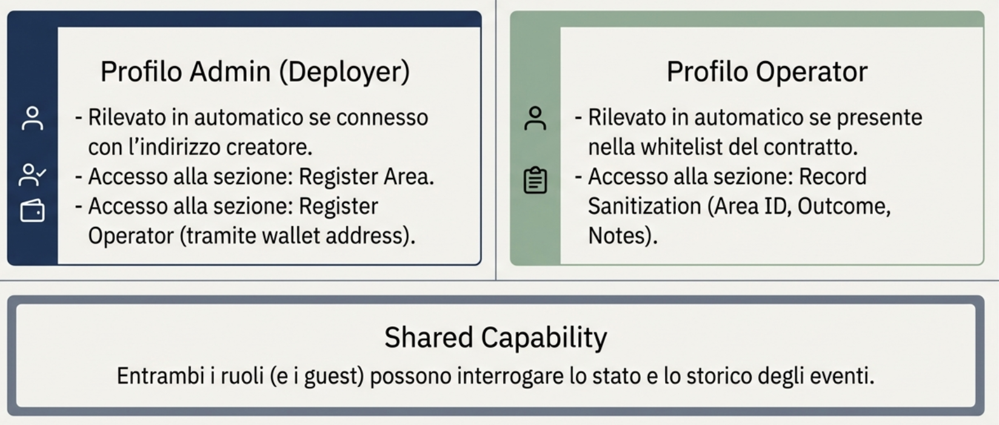 Profilo Admin (Deployer)
- Rilevato in automatico se connesso
con l'indirizzo creatore.
- Accesso alla sezione: Register Area.
- Accesso alla sezione: Register
Operator (tramite wallet address).
Profilo Operator
- Rilevato in automatico se presente
nella whitelist del contratto.
- Accesso alla sezione: Record
Sanitization (Area ID, Outcome,
Notes).
Shared Capability
Entrambi i ruoli (e i guest) possono interrogare lo stato e lo storico degli eventi.